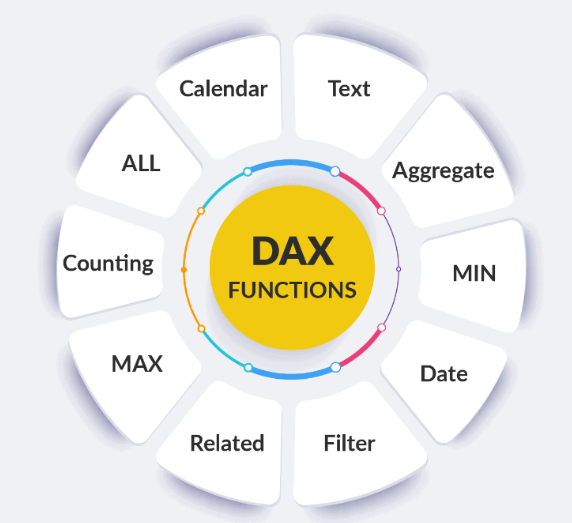 Calendar
Text
ALL
Aggregate
Counting
DAX
FUNCTIONS
MIN
MAX
Date
Related
Filter